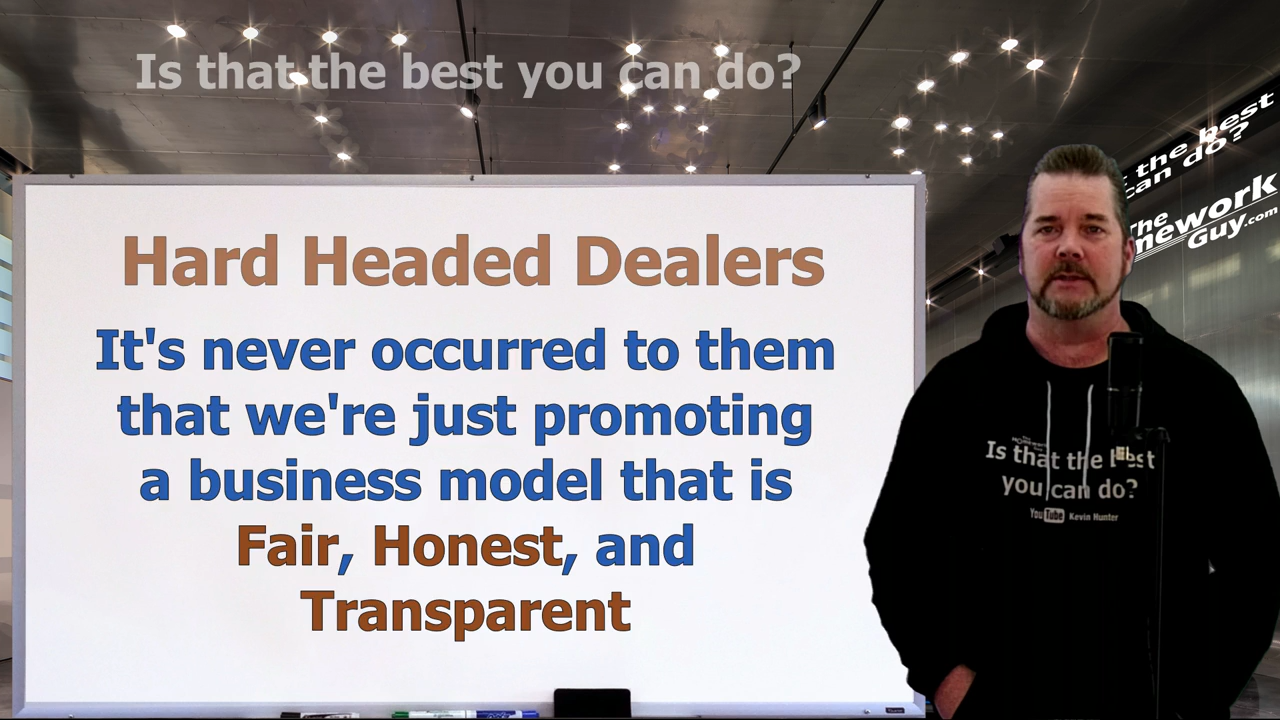 Is that the best you can do?
Hard Headed Dealers
It's never occurred to them
that we're just promoting
a business model that is
Fair, Honest, and
Transparent
the best
can do?
The
mework
Guy.com
Is that the best
you can do?
YouTube Kevin Hunter